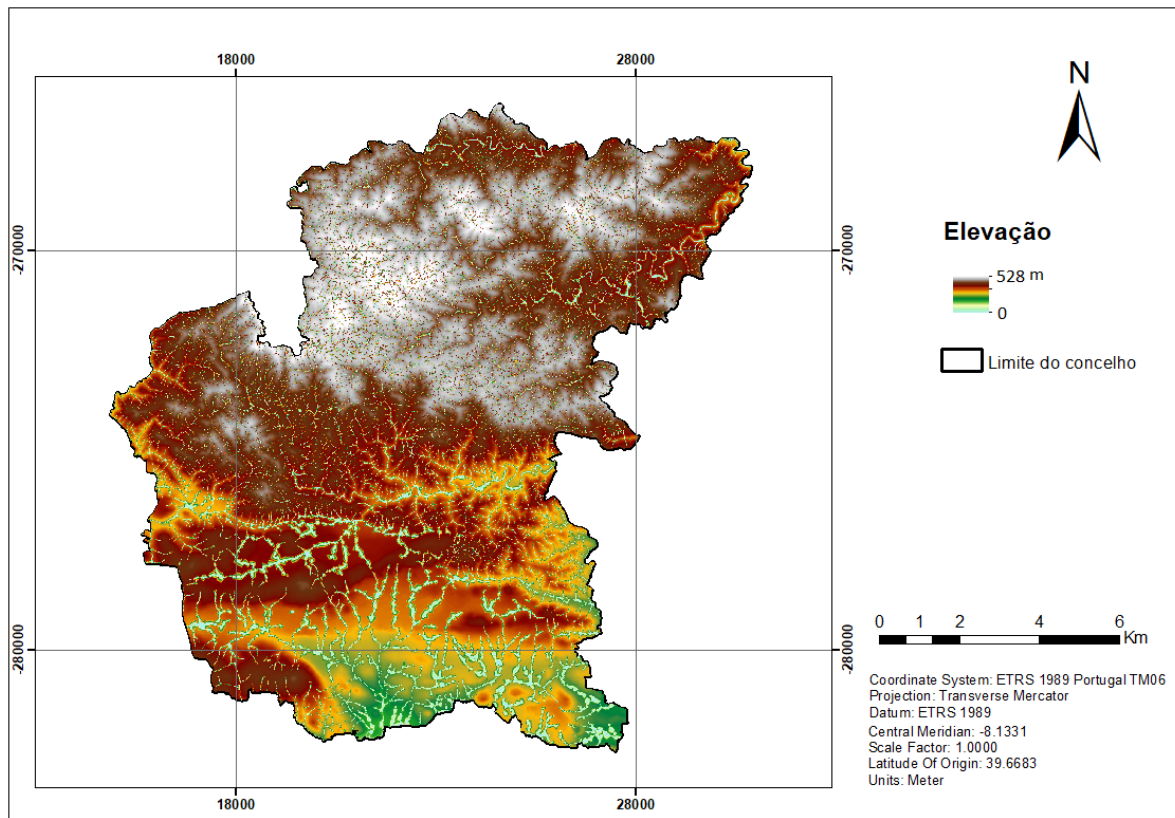 18000
28000
-270000
-270000
-280000
-280000
18000
28000
N
Elevação
528 m
0
Limite do concelho
0 1 2 4 6
Km
Coordinate System: ETRS 1989 Portugal TM06
Projection: Transverse Mercator
Datum: ETRS 1989
Central Meridian: -8.1331
Scale Factor: 1.0000
Latitude Of Origin: 39.6683
Units: Meter